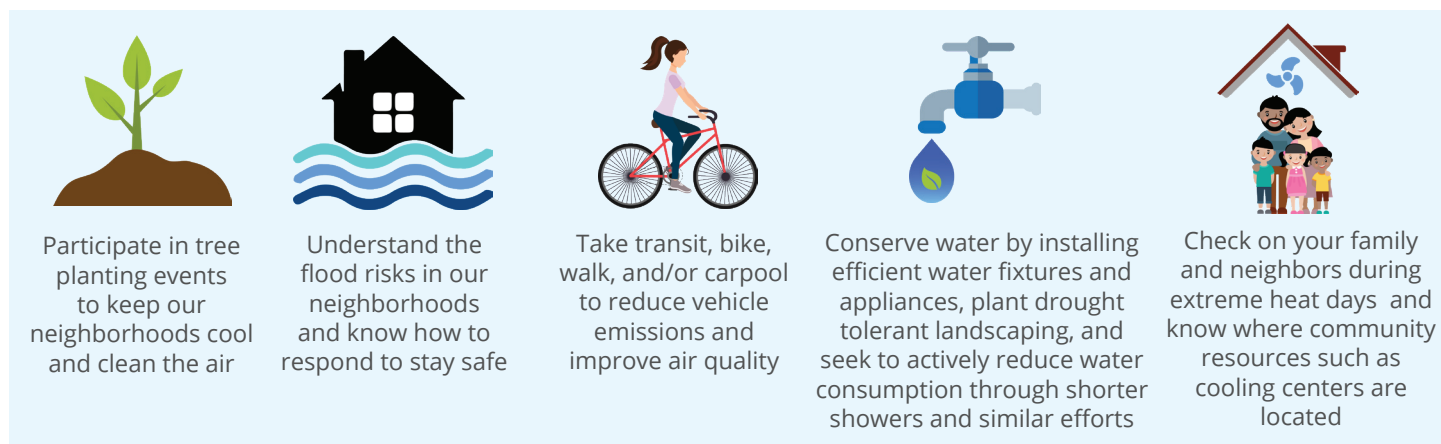 Participate in tree
planting events
to keep our
neighborhoods cool
and clean the air
Understand the
flood risks in our
neighborhoods
and know how to
respond to stay safe
Take transit, bike,
walk, and/or carpool
to reduce vehicle
emissions and
improve air quality
Conserve water by installing
efficient water fixtures and
appliances, plant drought
tolerant landscaping, and
seek to actively reduce water
consumption through shorter
showers and similar efforts
Check on your family
and neighbors during
extreme heat days and
know where community
resources such as
cooling centers are
located